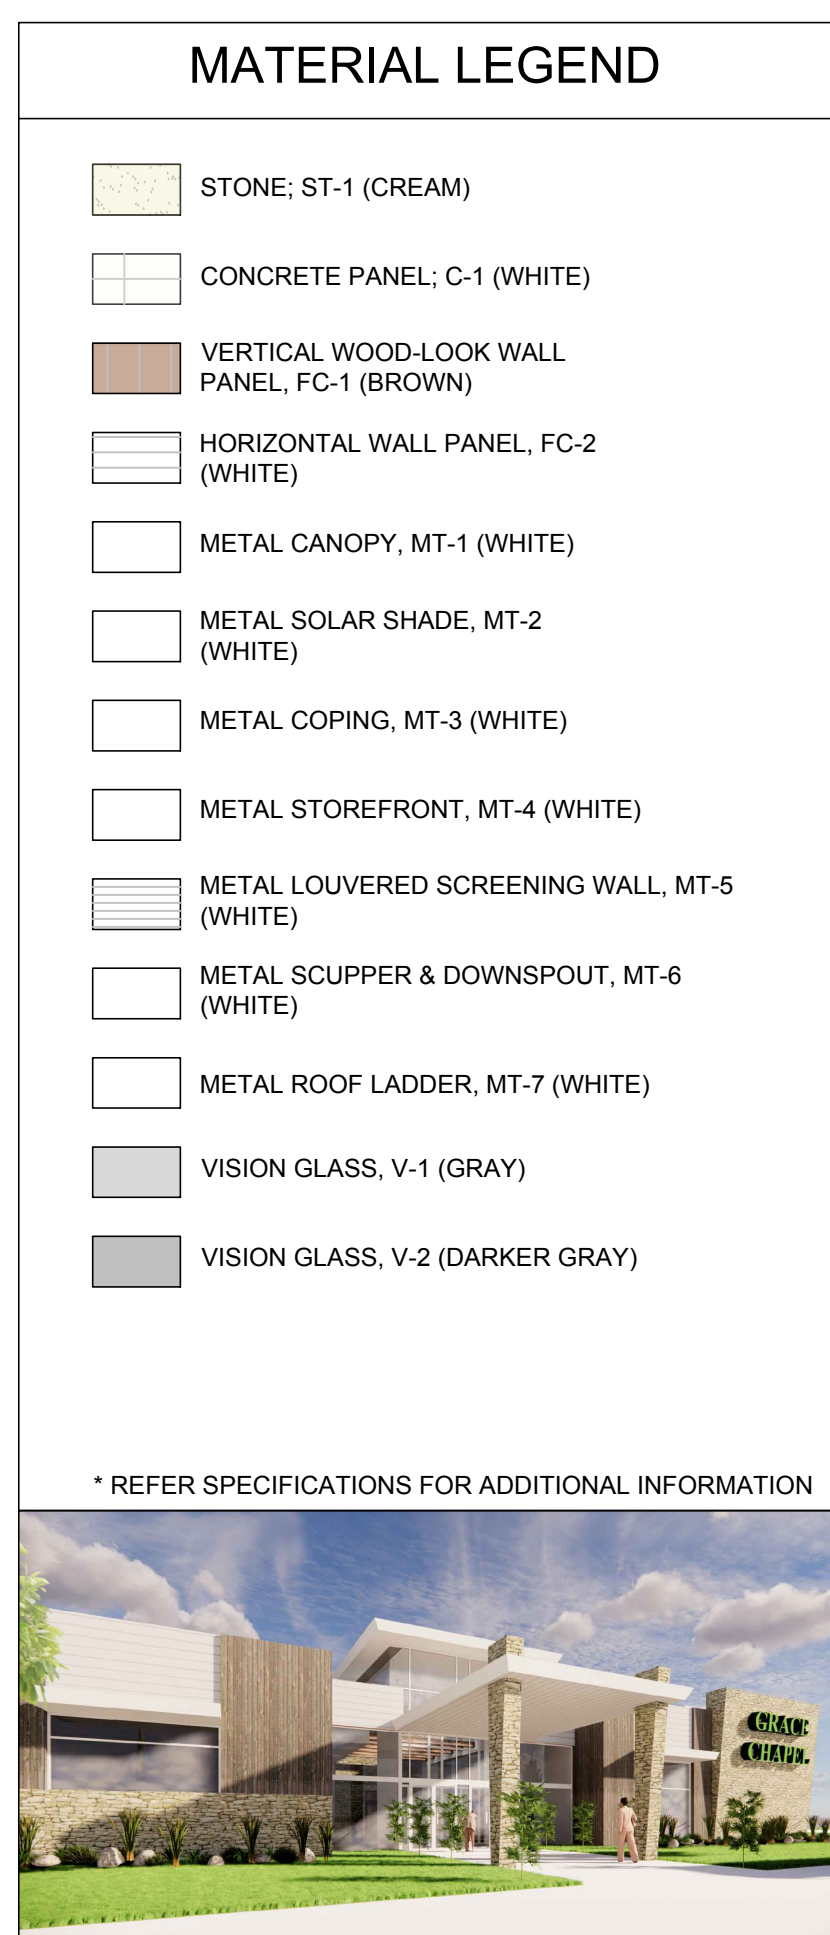 MATERIAL LEGEND
STONE; ST-1 (CREAM)
CONCRETE PANEL; C-1 (WHITE)
VERTICAL WOOD-LOOK WALL
PANEL, FC-1 (BROWN)
HORIZONTAL WALL PANEL, FC-2
(WHITE)
METAL CANOPY, MT-1 (WHITE)
METAL SOLAR SHADE, MT-2
(WHITE)
METAL COPING, MT-3 (WHITE)
METAL STOREFRONT, MT-4 (WHITE)
METAL LOUVERED SCREENING WALL, MT-5
(WHITE)
METAL SCUPPER & DOWNSPOUT, MT-6
(WHITE)
METAL ROOF LADDER, MT-7 (WHITE)
VISION GLASS, V-1 (GRAY)
VISION GLASS, V-2 (DARKER GRAY)
* REFER SPECIFICATIONS FOR ADDITIONAL INFORMATION
GRACE
CHAPEL